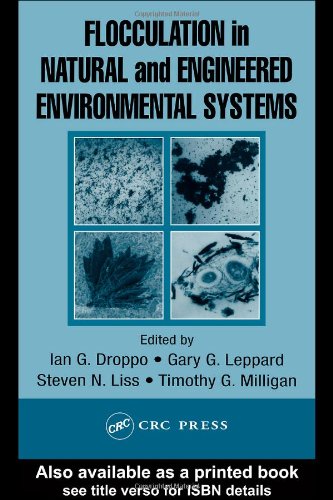 FLOCCULATION in
NATURAL and ENGINEERED
ENVIRONMENTAL SYSTEMS
Edited by
Ian G. Droppo • Gary G. Leppard
Steven N. Liss • Timothy G. Milligan
CRC CRC PRESS
Also available as a printed book
see title verso for ISBN details